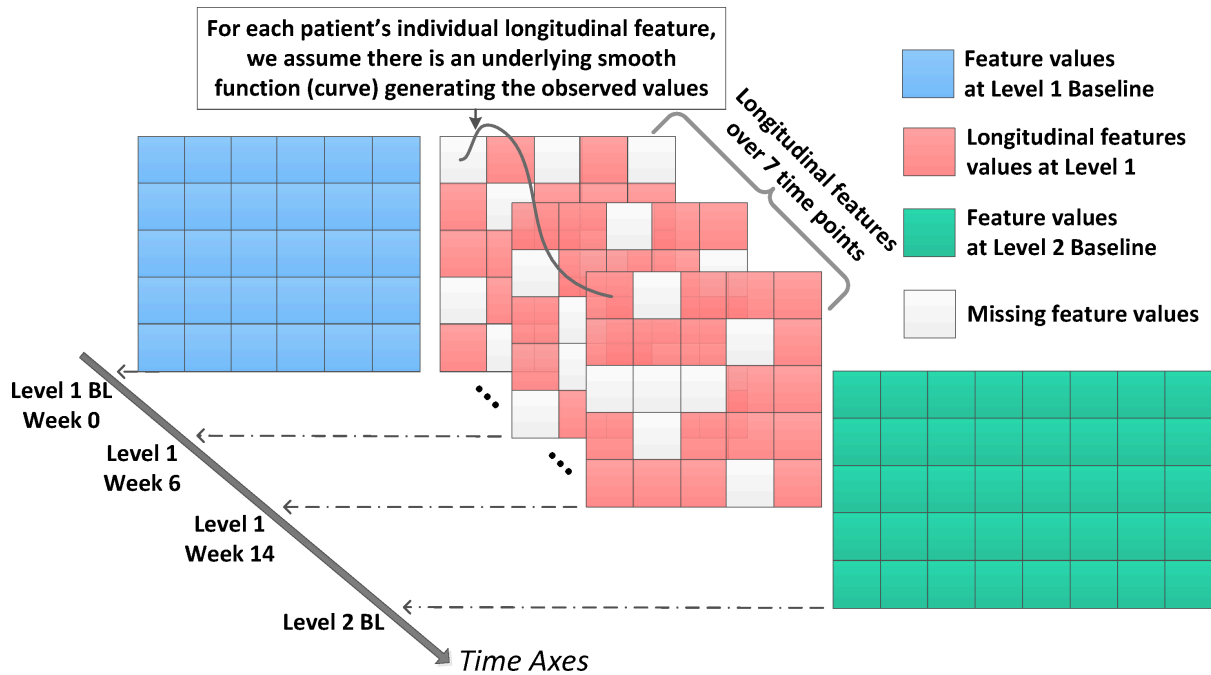 For each patient's individual longitudinal feature,
we assume there is an underlying smooth
function (curve) generating the observed values
Longitudinal features
over 7 time points
Feature values
at Level 1 Baseline
Longitudinal features
values at Level 1
Feature values
at Level 2 Baseline
Missing feature values
Level 1 BL
Week 0
Level 1
Week 6
Level 1
Week 14
Level 2 BL
Time Axes